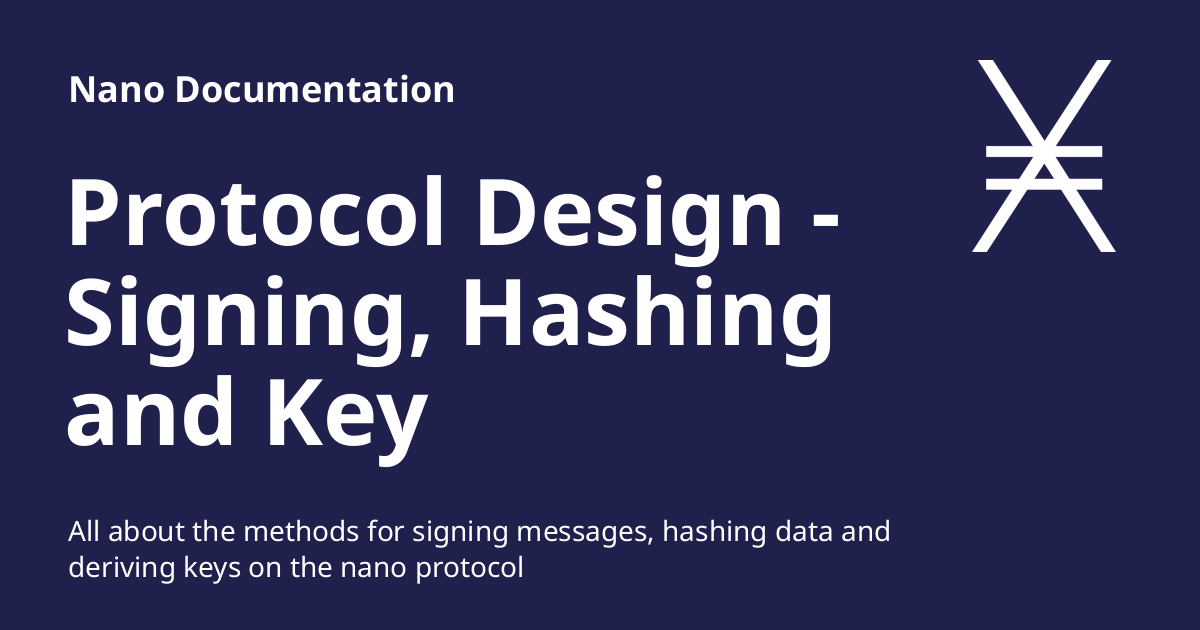 Nano Documentation
Protocol Design -
Signing, Hashing
and Key
All about the methods for signing messages, hashing data and
deriving keys on the nano protocol